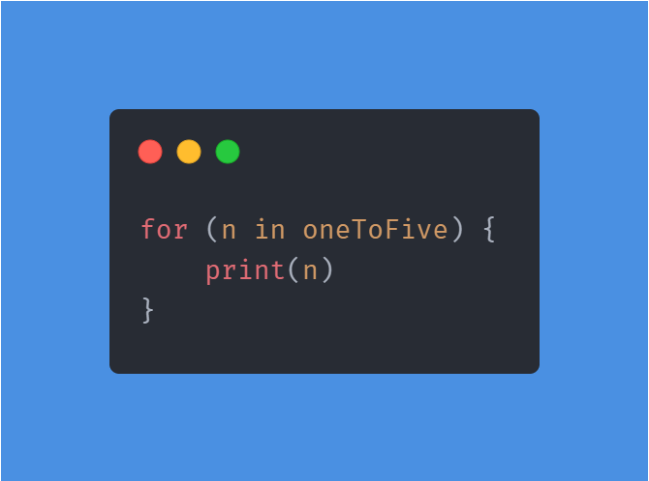 for (n in oneToFive) {
    print(n)
}